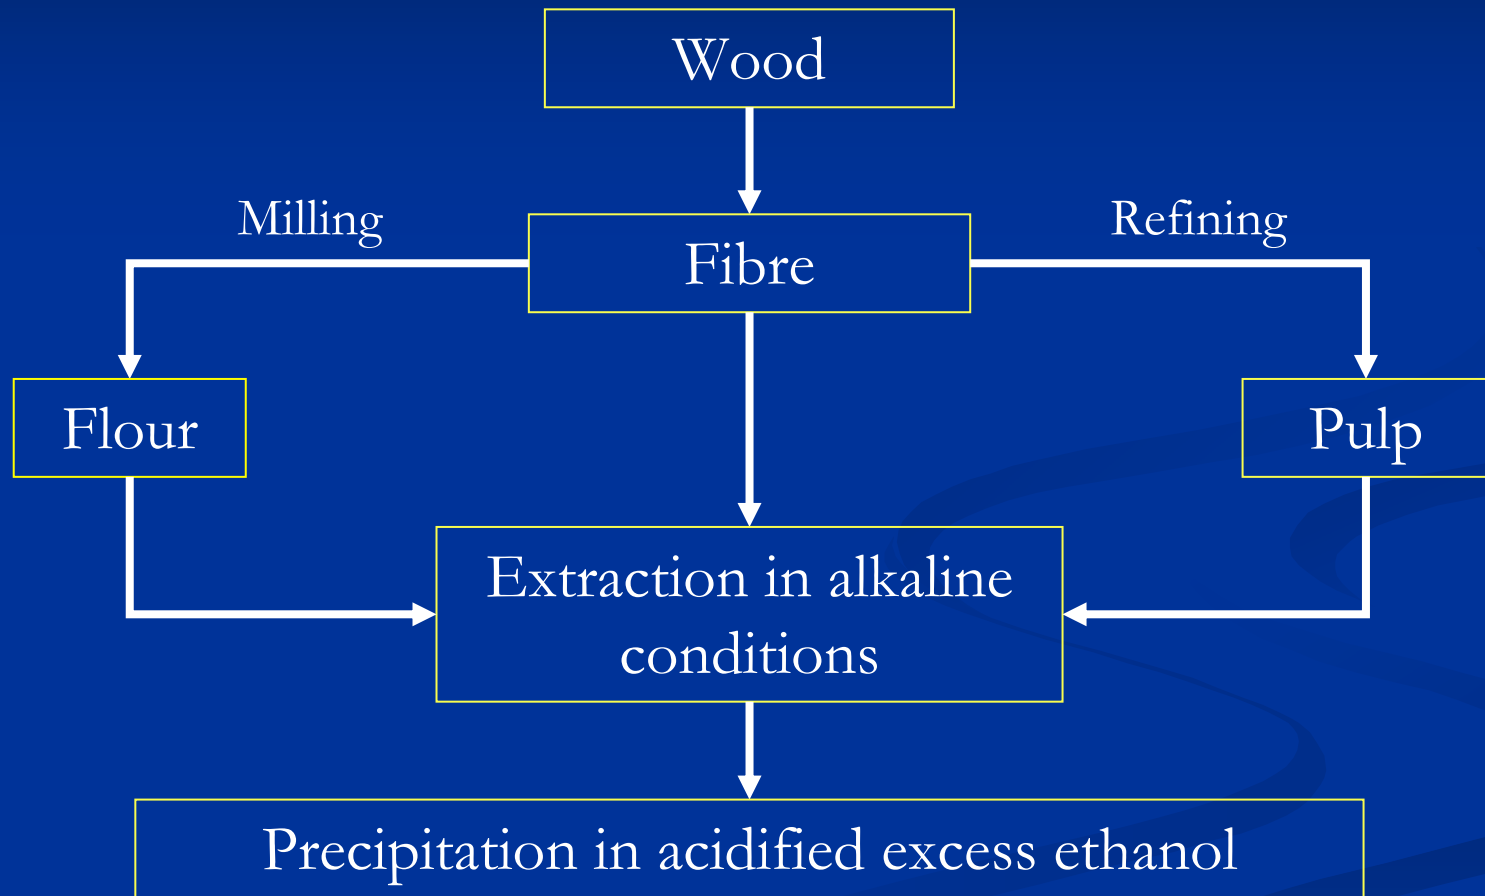 Wood
Milling
Refining
Fibre
Flour
Pulp
Extraction in alkaline
conditions
Precipitation in acidified excess ethanol